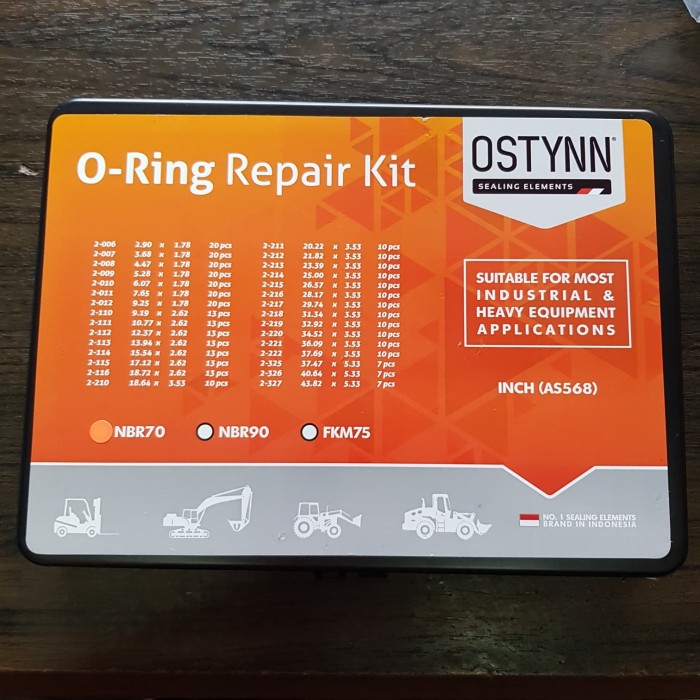 O-Ring Repair Kit
OSTYNN®
SEALING ELEMENTS
2-006 2.90 x 1.78 20 pcs
2-007 3.68 x 1.78 20 pcs
2-008 4.47 x 1.78 20 pcs
2-009 5.28 x 1.78 20 pcs
2-010 6.07 x 1.78 20 pcs
2-011 7.65 x 1.78 20 pcs
2-012 9.25 x 1.78 20 pcs
2-110 9.19 x 2.62 13 pcs
2-111 10.77 x 2.62 13 pcs
2-112 12.37 x 2.62 13 pcs
2-113 13.94 x 2.62 13 pcs
2-114 15.54 x 2.62 13 pcs
2-115 17.12 x 2.62 13 pcs
2-116 18.72 x 2.62 13 pcs
2-210 18.64 x 3.53 10 pcs
2-211 20.22 x 3.53 10 pcs
2-212 21.82 x 3.53 10 pcs
2-213 23.39 x 3.53 10 pcs
2-214 25.00 x 3.53 10 pcs
2-215 26.57 x 3.53 10 pcs
2-216 28.17 x 3.53 10 pcs
2-217 29.74 x 3.53 10 pcs
2-218 31.34 x 3.53 10 pcs
2-219 32.92 x 3.53 10 pcs
2-220 34.52 x 3.53 10 pcs
2-221 36.09 x 3.53 10 pcs
2-222 37.69 x 3.53 10 pcs
2-325 37.47 x 5.33 7 pcs
2-326 40.64 x 5.33 7 pcs
2-327 43.82 x 5.33 7 pcs
SUITABLE FOR MOST
INDUSTRIAL &
HEAVY EQUIPMENT
APPLICATIONS
INCH (AS568)
NBR70 NBR90 FKM75
NO. 1 SEALING ELEMENTS
BRAND IN INDONESIA